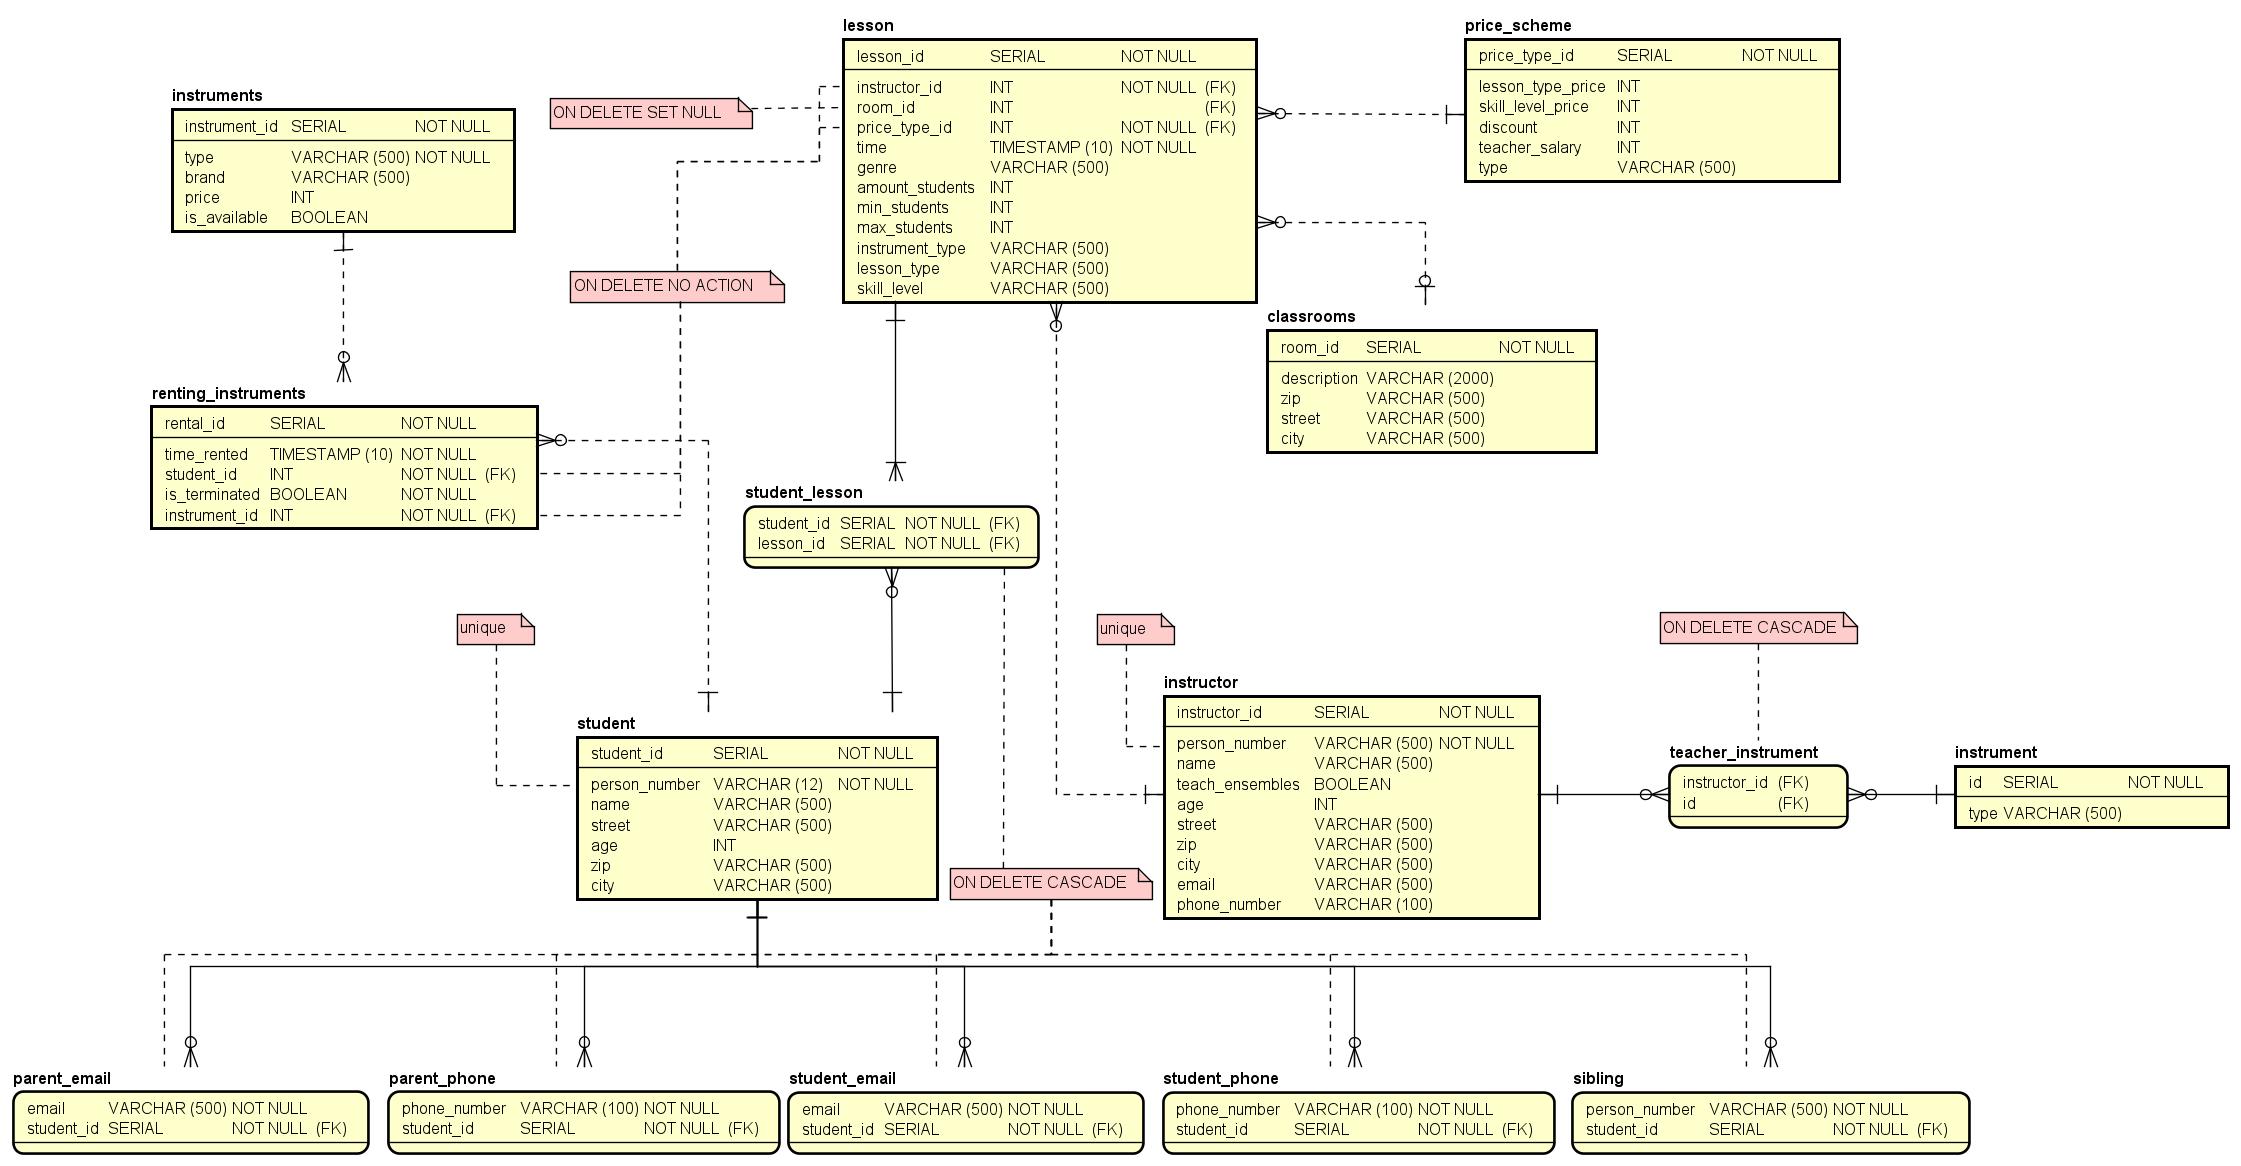 lesson
lesson_id SERIAL NOT NULL
instructor_id INT NOT NULL (FK)
room_id INT (FK)
price_type_id INT NOT NULL (FK)
time TIMESTAMP (10) NOT NULL
genre VARCHAR (500)
amount_students INT
min_students INT
max_students INT
instrument_type VARCHAR (500)
lesson_type VARCHAR (500)
skill_level VARCHAR (500)
price_scheme
price_type_id SERIAL NOT NULL
lesson_type_price INT
skill_level_price INT
discount INT
teacher_salary INT
type VARCHAR (500)
instruments
instrument_id SERIAL NOT NULL
type VARCHAR (500) NOT NULL
brand VARCHAR (500)
price INT
is_available BOOLEAN
ON DELETE SET NULL
ON DELETE NO ACTION
classrooms
room_id SERIAL NOT NULL
description VARCHAR (2000)
zip VARCHAR (500)
street VARCHAR (500)
city VARCHAR (500)
renting_instruments
rental_id SERIAL NOT NULL
time_rented TIMESTAMP (10) NOT NULL
student_id INT NOT NULL (FK)
is_terminated BOOLEAN NOT NULL
instrument_id INT NOT NULL (FK)
student_lesson
student_id SERIAL NOT NULL (FK)
lesson_id SERIAL NOT NULL (FK)
unique
unique
ON DELETE CASCADE
student
student_id SERIAL NOT NULL
person_number VARCHAR (12) NOT NULL
name VARCHAR (500)
street VARCHAR (500)
age INT
zip VARCHAR (500)
city VARCHAR (500)
instructor
instructor_id SERIAL NOT NULL
person_number VARCHAR (500) NOT NULL
name VARCHAR (500)
teach_ensembles BOOLEAN
age INT
street VARCHAR (500)
zip VARCHAR (500)
city VARCHAR (500)
email VARCHAR (500)
phone_number VARCHAR (100)
teacher_instrument
instructor_id (FK)
id (FK)
instrument
id SERIAL NOT NULL
type VARCHAR (500)
ON DELETE CASCADE
parent_email
email VARCHAR (500) NOT NULL
student_id SERIAL NOT NULL (FK)
parent_phone
phone_number VARCHAR (100) NOT NULL
student_id SERIAL NOT NULL (FK)
student_email
email VARCHAR (500) NOT NULL
student_id SERIAL NOT NULL (FK)
student_phone
phone_number VARCHAR (100) NOT NULL
student_id SERIAL NOT NULL (FK)
sibling
person_number VARCHAR (500) NOT NULL
student_id SERIAL NOT NULL (FK)